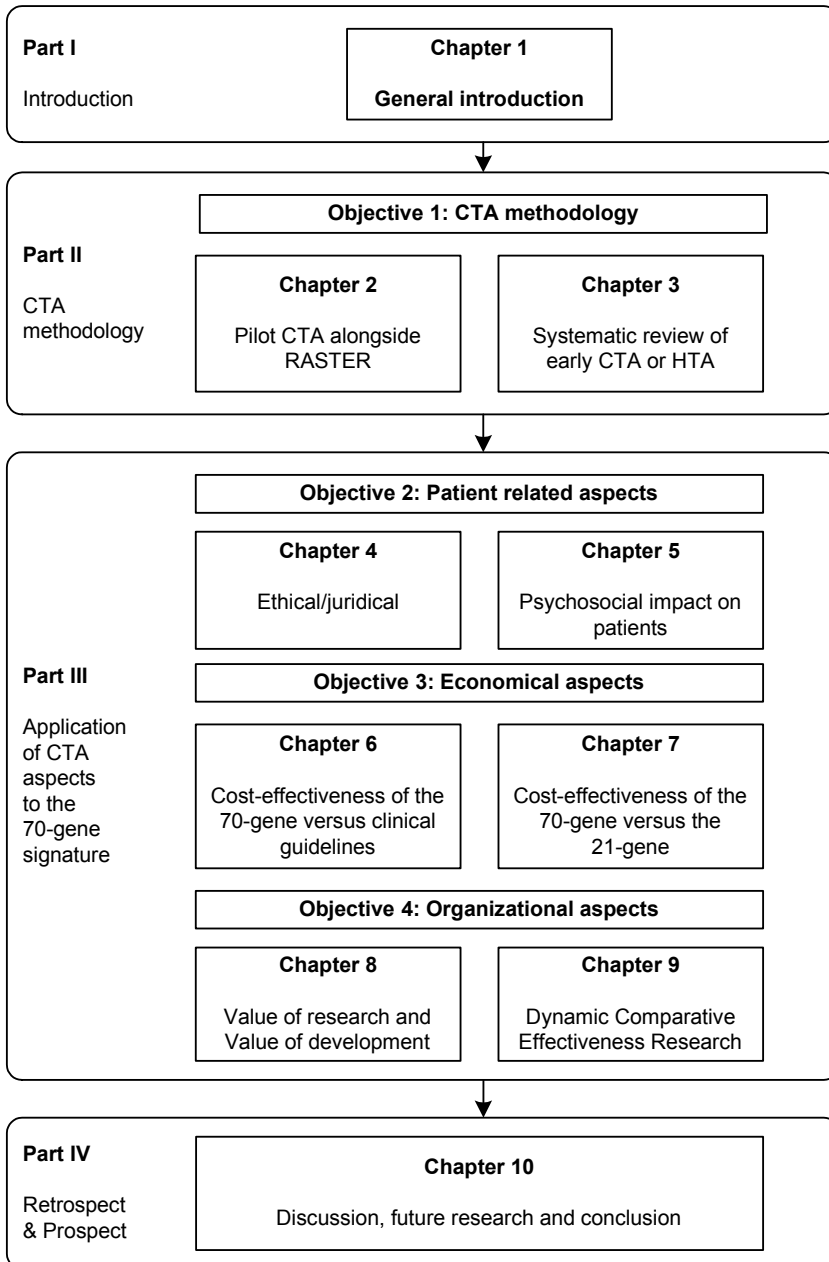 Part I
Introduction
Chapter 1
General introduction
Objective 1: CTA methodology
Part II
CTA
methodology
Chapter 2
Pilot CTA alongside
RASTER
Chapter 3
Systematic review of
early CTA or HTA
Part III
Application
of CTA
aspects
to the
70-gene
signature
Objective 2: Patient related aspects
Chapter 4
Ethical/juridical
Chapter 5
Psychosocial impact on
patients
Objective 3: Economical aspects
Chapter 6
Cost-effectiveness of the
70-gene versus clinical
guidelines
Chapter 7
Cost-effectiveness of the
70-gene versus the
21-gene
Objective 4: Organizational aspects
Chapter 8
Value of research and
Value of development
Chapter 9
Dynamic Comparative
Effectiveness Research
Part IV
Retrospect
& Prospect
Chapter 10
Discussion, future research and conclusion